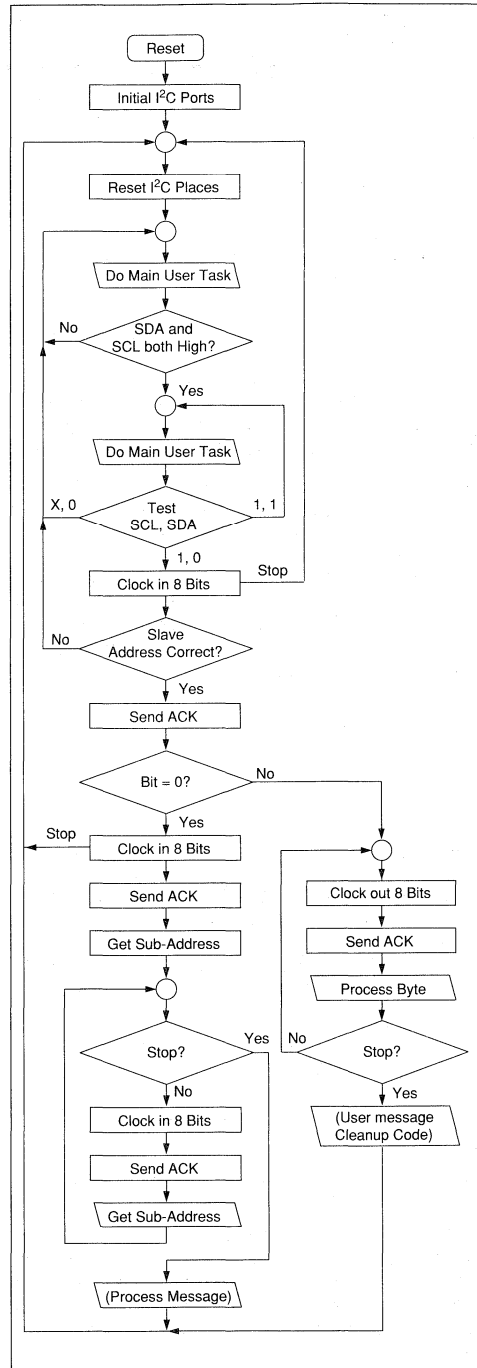 Reset
Initial I²C Ports
Reset I²C Places
Do Main User Task
No
SDA and
SCL both High?
Yes
Do Main User Task
X, 0
Test
SCL, SDA
1, 1
1, 0
Clock in 8 Bits
Stop
No
Slave
Address Correct?
Yes
Send ACK
Bit = 0?
No
Yes
Stop
Clock in 8 Bits
Send ACK
Get Sub-Address
Stop?
Yes
No
Clock in 8 Bits
Send ACK
Get Sub-Address
(Process Message)
Clock out 8 Bits
Send ACK
Process Byte
No
Stop?
Yes
(User message
Cleanup Code)